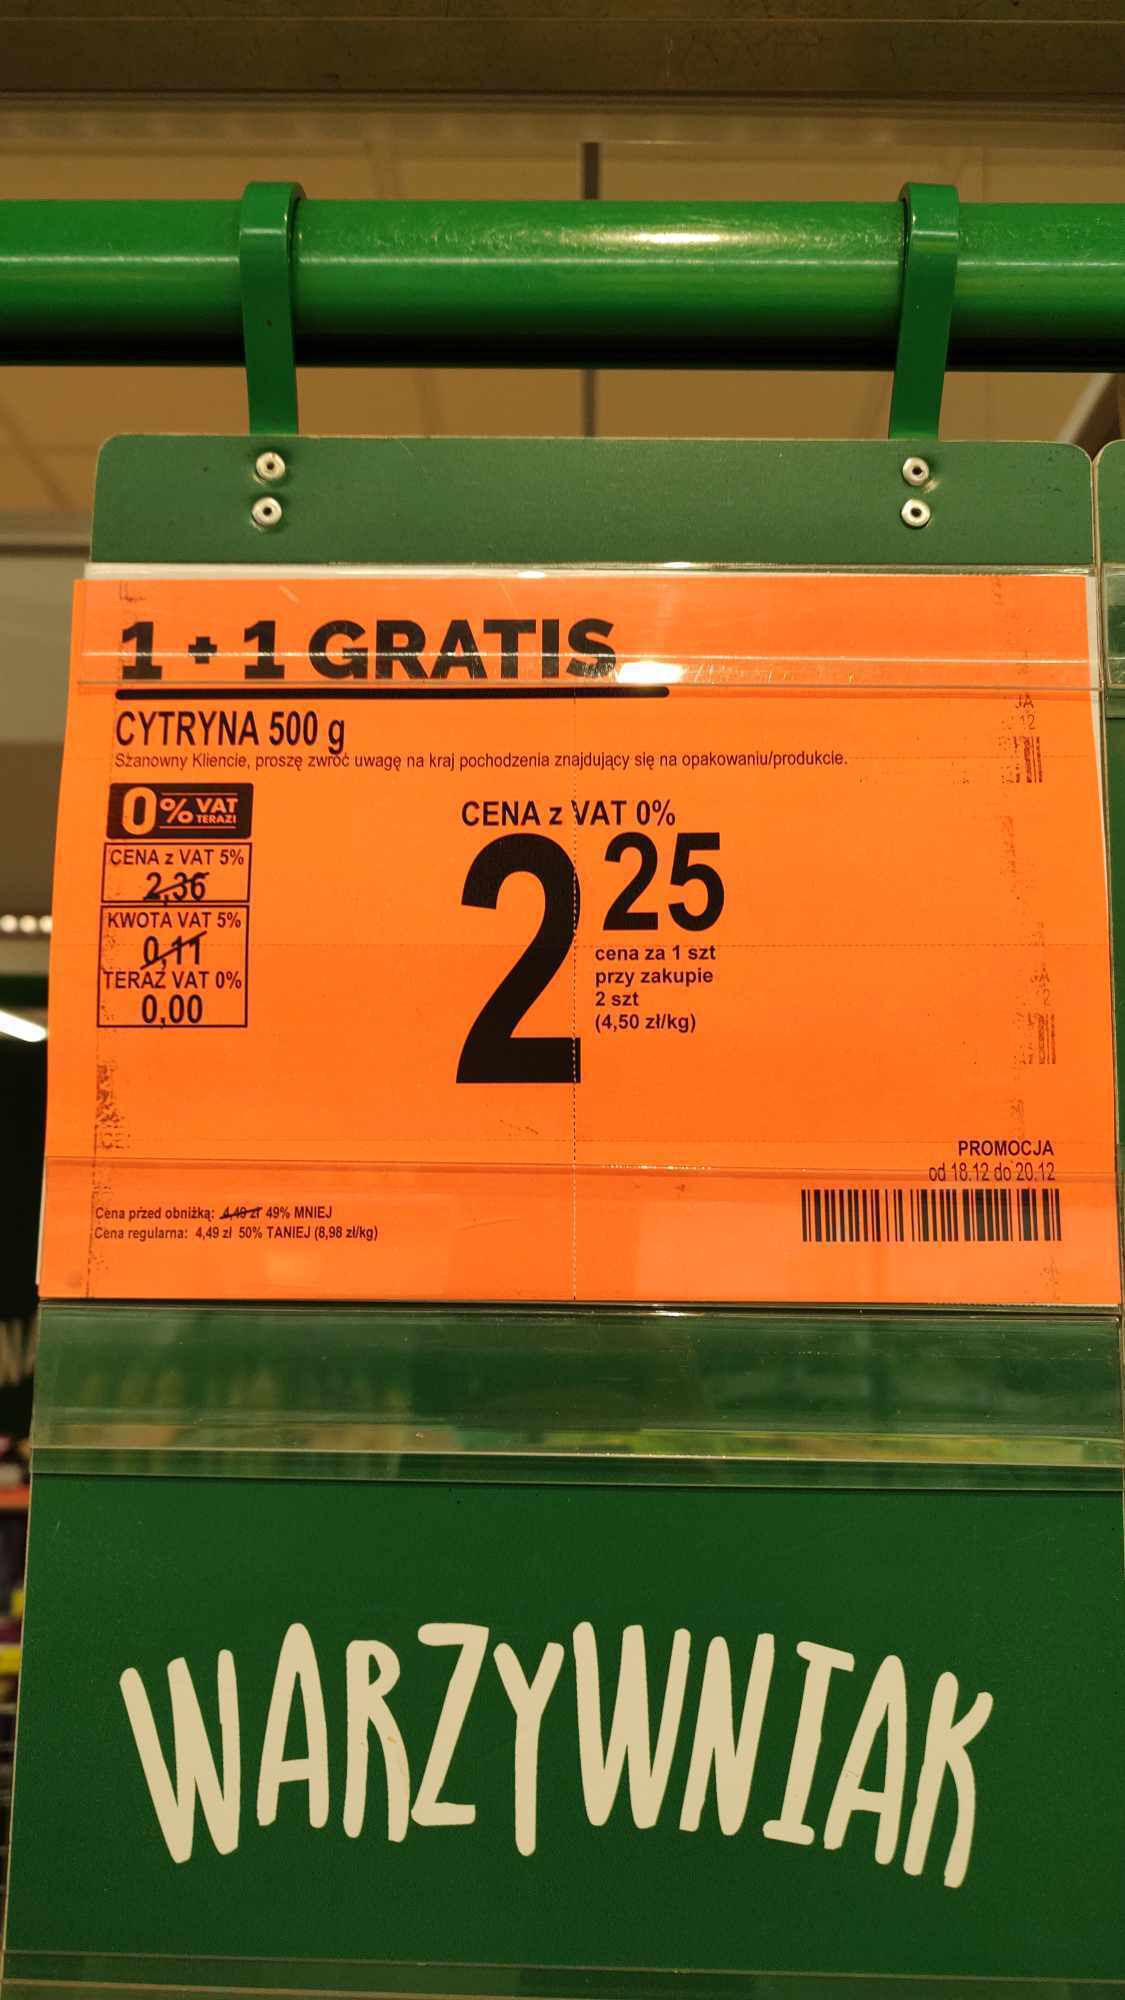 1 + 1 GRATIS
CYTRYNA 500 g
Szanowny Kliencie, proszę zwróć uwagę na kraj pochodzenia znajdujący się na opakowaniu/produkcie.
0% VAT
TERAZ!
CENA z VAT 5%
2,36
KWOTA VAT 5%
0,11
TERAZ VAT 0%
0,00
CENA z VAT 0%
2 25
cena za 1 szt
przy zakupie
2 szt
(4,50 zł/kg)
PROMOCJA
od 18.12 do 20.12
Cena przed obniżką: 4,49 zł 49% MNIEJ
Cena regularna: 4,49 zł 50% TANIEJ (8,98 zł/kg)
WARZYWNIAK